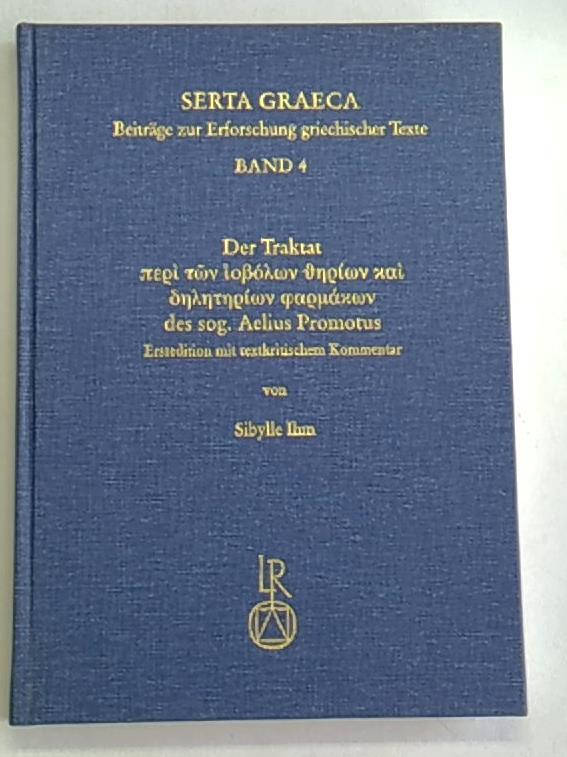 SERTA GRAECA
Beiträge zur Erforschung griechischer Texte
BAND 4
Der Traktat
περὶ τῶν ἰοβόλων θηρίων καὶ
δηλητηρίων φαρμάκων
des sog. Aelius Promotus
Erstedition mit textkritischem Kommentar
von
Sibylle Ihm
LR